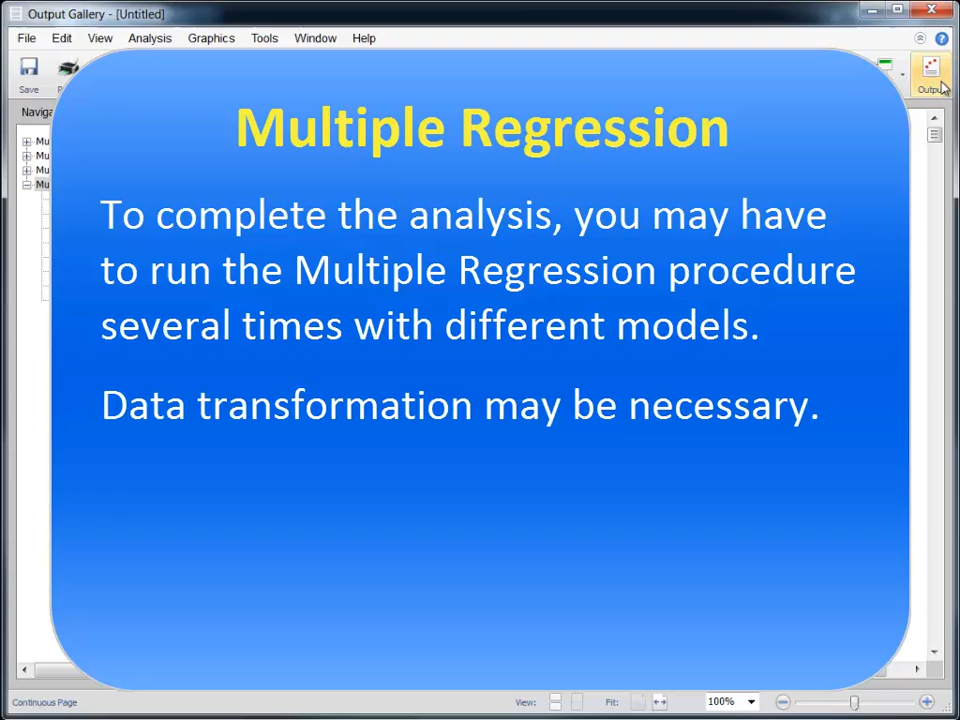 Output Gallery - [Untitled]
File Edit View Analysis Graphics Tools Window Help
Save
Multiple Regression
To complete the analysis, you may have
to run the Multiple Regression procedure
several times with different models.
Data transformation may be necessary.
Continuous Page View: Fit: 100%